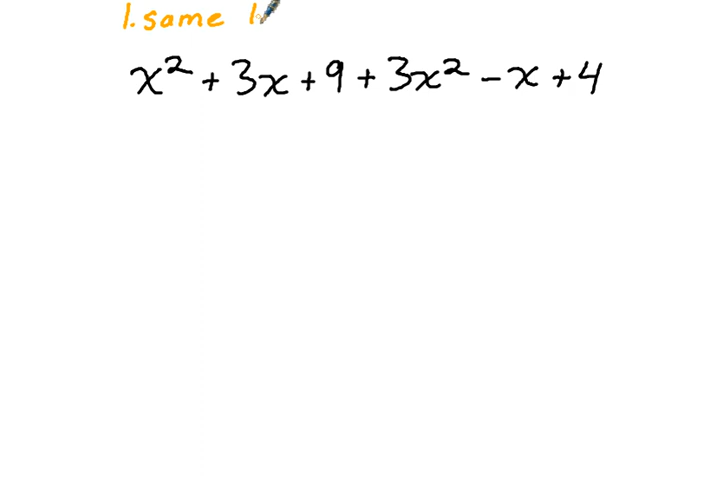 1. same
x² + 3x + 9 + 3x² - x + 4